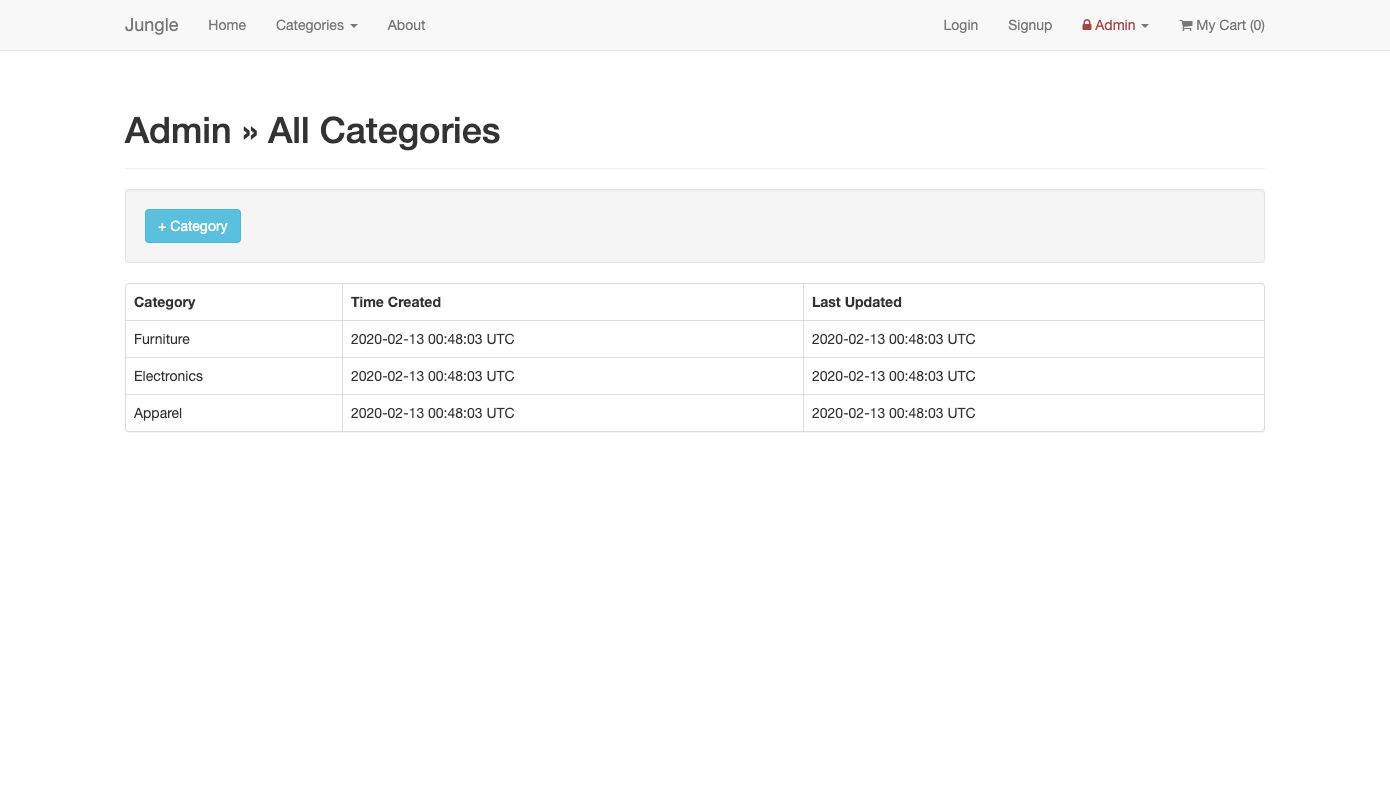 Jungle Home Categories About Login Signup Admin My Cart (0)
Admin » All Categories
+ Category
Category Time Created Last Updated
Furniture 2020-02-13 00:48:03 UTC 2020-02-13 00:48:03 UTC
Electronics 2020-02-13 00:48:03 UTC 2020-02-13 00:48:03 UTC
Apparel 2020-02-13 00:48:03 UTC 2020-02-13 00:48:03 UTC